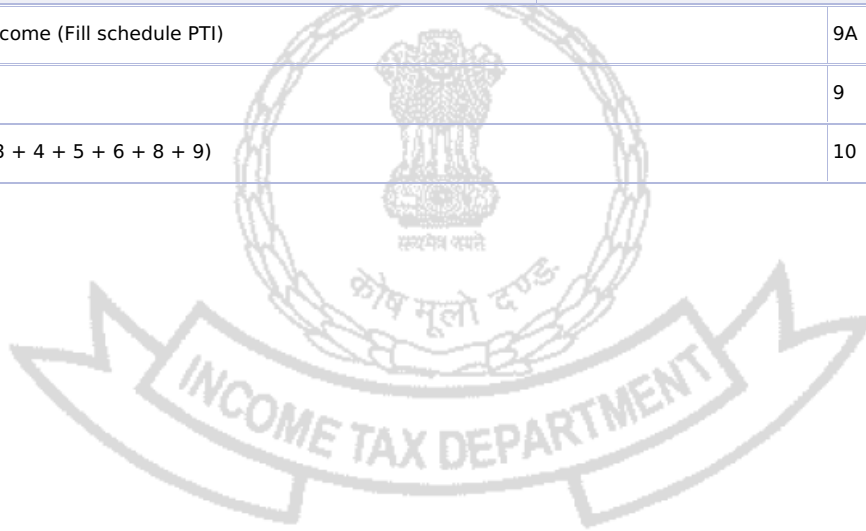 come (Fill schedule PTI) 9A
9
3 + 4 + 5 + 6 + 8 + 9) 10
सत्यमेव जयते
कोष मूलो दण्डः
INCOME TAX DEPARTMENT